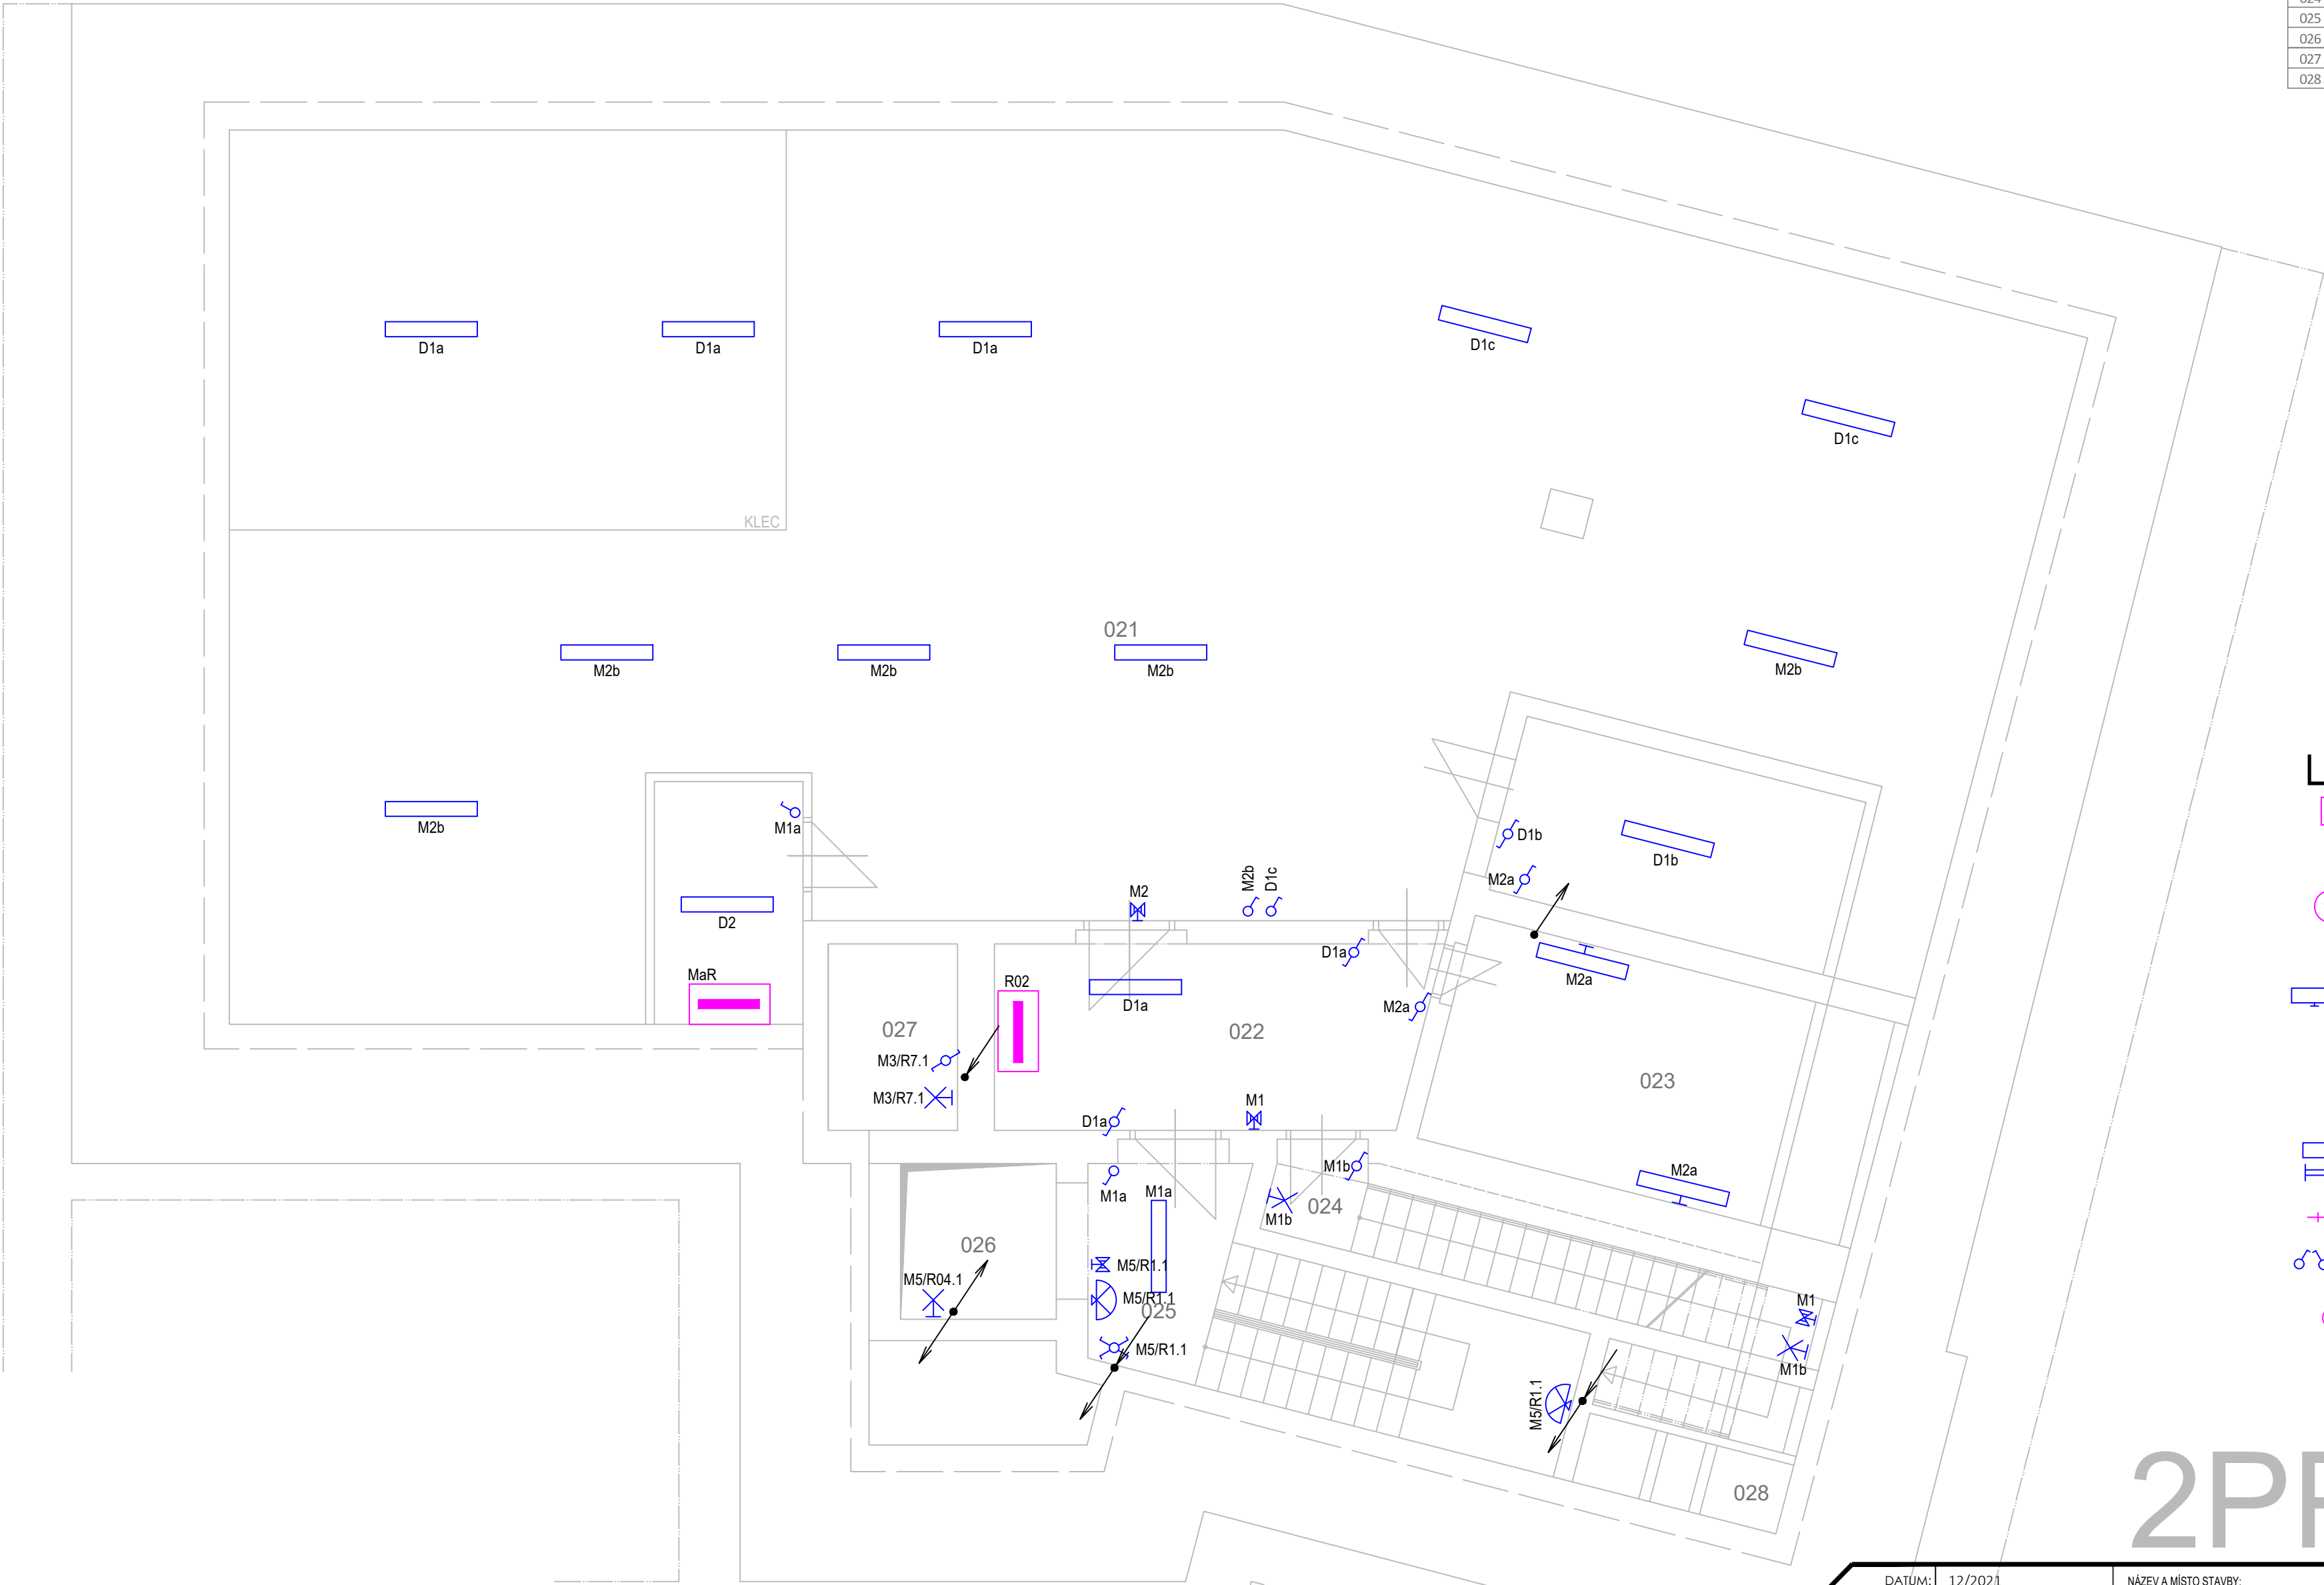 025
026
027
028
D1a
D1a
D1a
D1c
D1c
KLEC
021
M2b
M2b
M2b
M2b
M2b
M1a
D1b
D1b
M2a
M2b
D1c
M2
D2
D1a
M2a
MaR
R02
D1a
M2a
027
022
M3/R7.1
023
M3/R7.1
M1
D1a
M1b
M2a
M1a
M1a
024
M1b
026
M5/R1.1
M5/R04.1
M5/R1.1
025
M1
M5/R1.1
M1b
M5/R1.1
028
DATUM: 12/2021
NÁZEV A MÍSTO STAVBY: